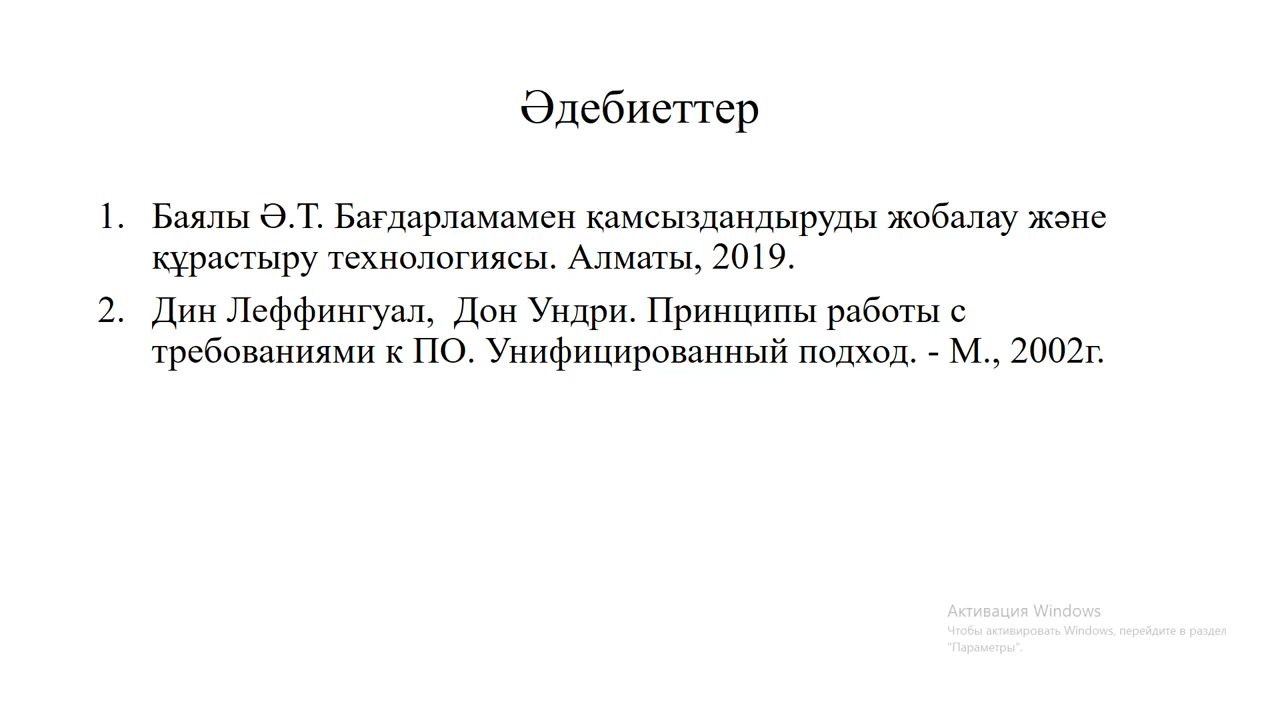 Әдебиеттер
1. Баялы Ә.Т. Бағдарламамен қамсыздандыруды жобалау және
құрастыру технологиясы. Алматы, 2019.
2. Дин Леффингуал,  Дон Ундри. Принципы работы с
требованиями к ПО. Унифицированный подход. - М., 2002г.
Активация Windows
Чтобы активировать Windows, перейдите в раздел
"Параметры".